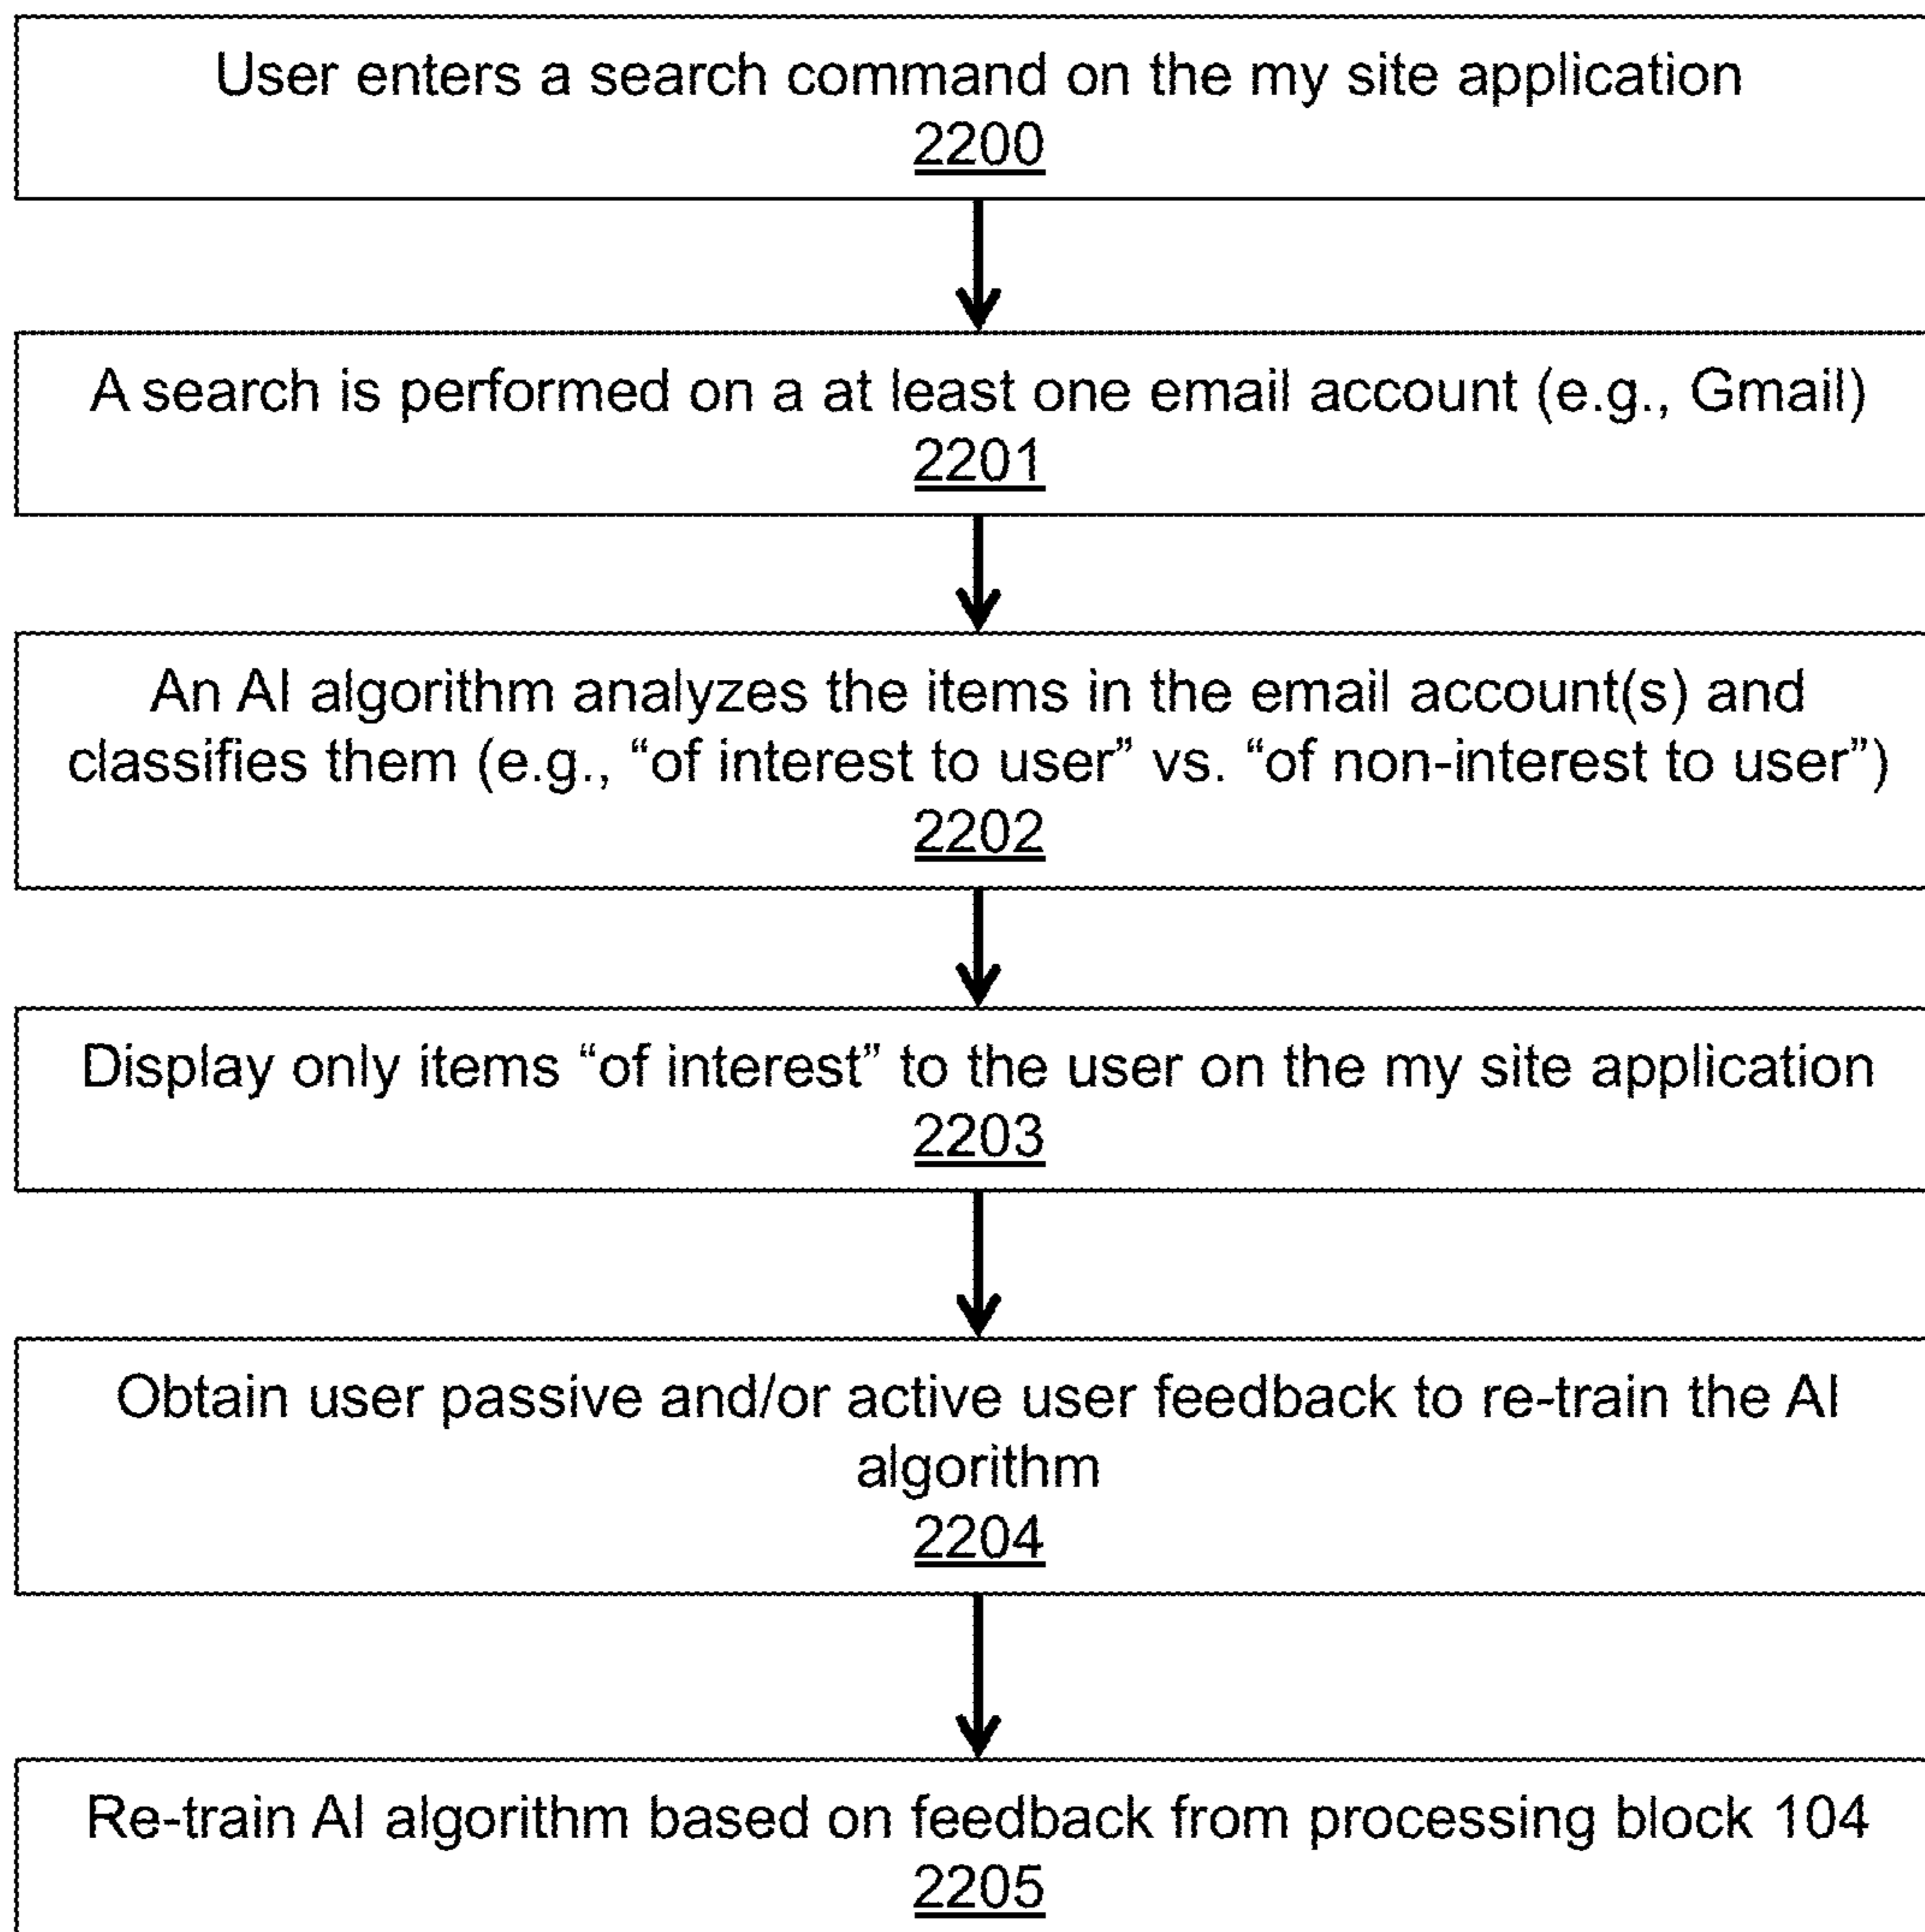 User enters a search command on the my site application
2200
A search is performed on a at least one email account (e.g., Gmail)
2201
An AI algorithm analyzes the items in the email account(s) and
classifies them (e.g., “of interest to user” vs. “of non-interest to user”)
2202
Display only items “of interest” to the user on the my site application
2203
Obtain user passive and/or active user feedback to re-train the AI
algorithm
2204
Re-train AI algorithm based on feedback from processing block 104
2205